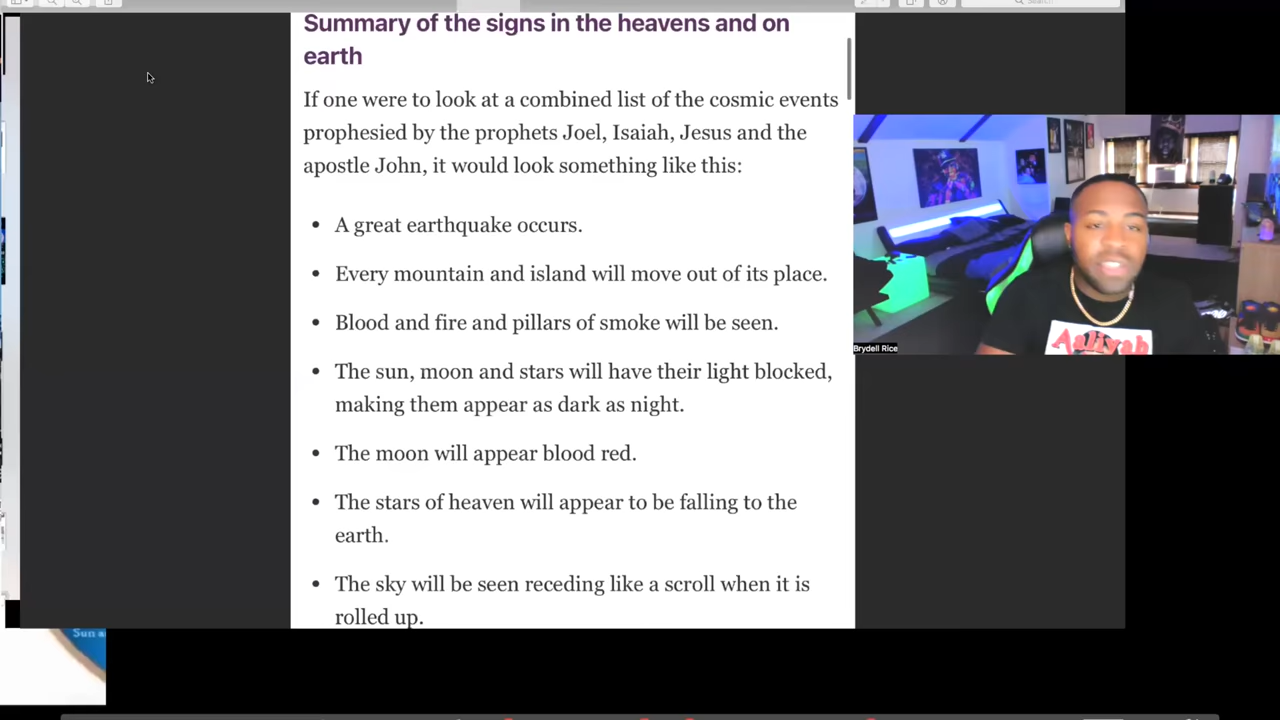 Summary of the signs in the heavens and on
earth
If one were to look at a combined list of the cosmic events
prophesied by the prophets Joel, Isaiah, Jesus and the
apostle John, it would look something like this:
• A great earthquake occurs.
• Every mountain and island will move out of its place.
• Blood and fire and pillars of smoke will be seen.
• The sun, moon and stars will have their light blocked,
making them appear as dark as night.
• The moon will appear blood red.
• The stars of heaven will appear to be falling to the
earth.
• The sky will be seen receding like a scroll when it is
rolled up.
Aaliyah
Brydell Rice
Sun a